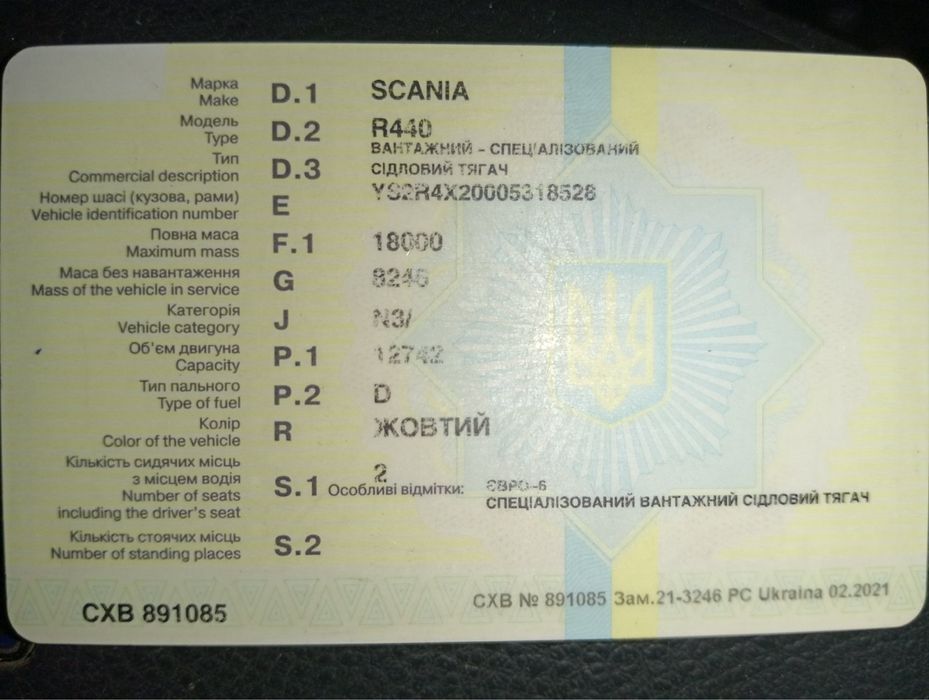 Марка
Make D.1 SCANIA
Модель
Type D.2 R440
ВАНТАЖНИЙ - СПЕЦІАЛІЗОВАНИЙ
Тип
Commercial description D.3 СІДЛОВИЙ ТЯГАЧ
Номер шасі (кузова, рами)
Vehicle identification number E YS2R4X20005318528
Повна маса
Maximum mass F.1 18000
Маса без навантаження
Mass of the vehicle in service G 8246
Категорія
Vehicle category J N3/
Об'єм двигуна
Capacity P.1 12742
Тип пального
Type of fuel P.2 D
Колір
Color of the vehicle R ЖОВТИЙ
Кількість сидячих місць
з місцем водія
Number of seats
including the driver's seat S.1 2
Особливі відмітки: ЄВРО-6
СПЕЦІАЛІЗОВАНИЙ ВАНТАЖНИЙ СІДЛОВИЙ ТЯГАЧ
Кількість стоячих місць
Number of standing places S.2
СХВ 891085
СХВ № 891085 Зам.21-3246 РС Ukraina 02.2021